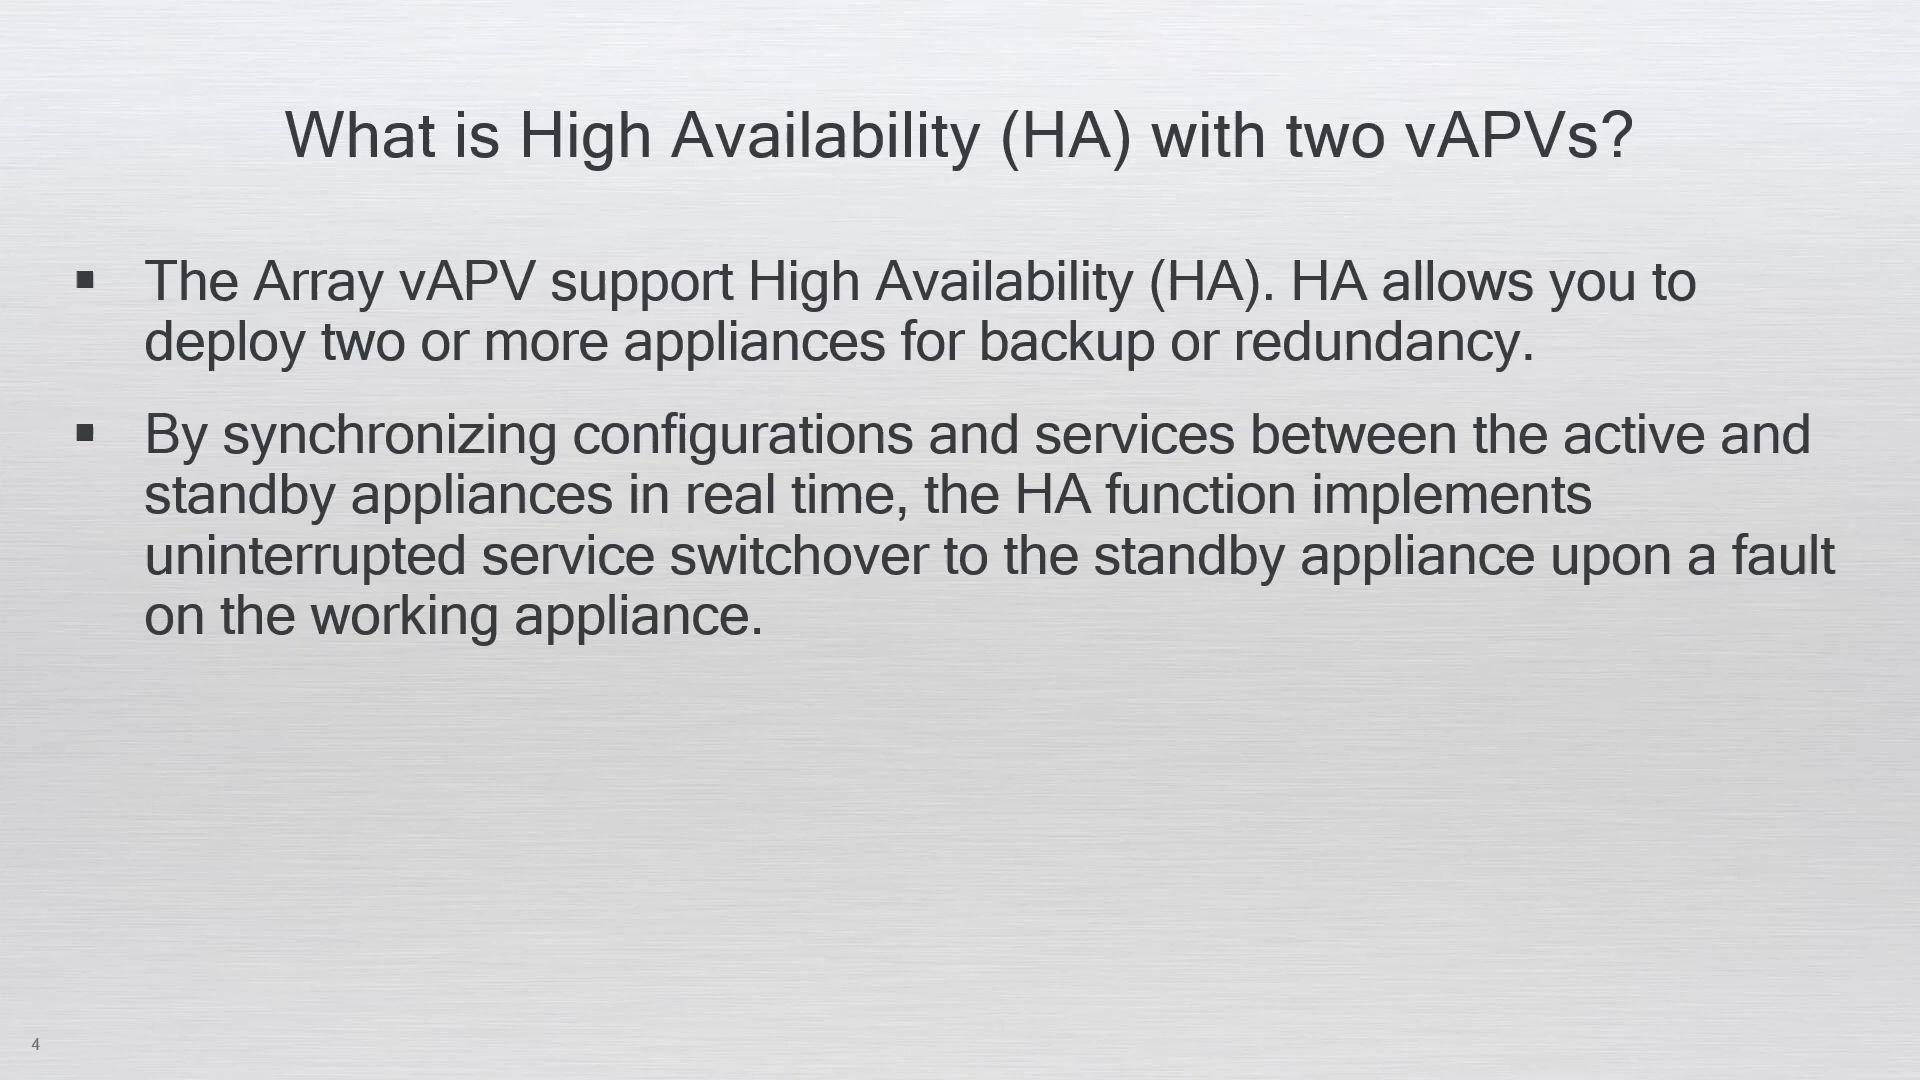 What is High Availability (HA) with two vAPVs?
▪ The Array vAPV support High Availability (HA). HA allows you to
deploy two or more appliances for backup or redundancy.
▪ By synchronizing configurations and services between the active and
standby appliances in real time, the HA function implements
uninterrupted service switchover to the standby appliance upon a fault
on the working appliance.
4